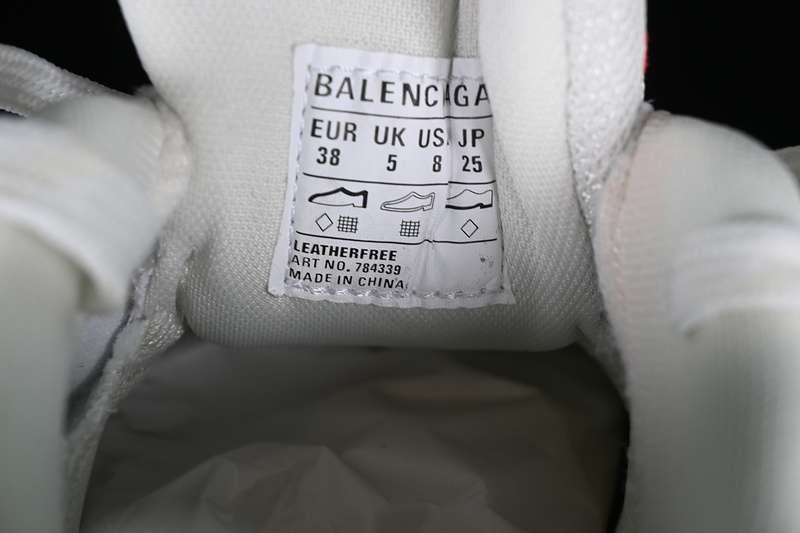 BALENCIAGA
EUR UK US JP
38 5 8 25
LEATHERFREE
ART NO. 784339
MADE IN CHINA